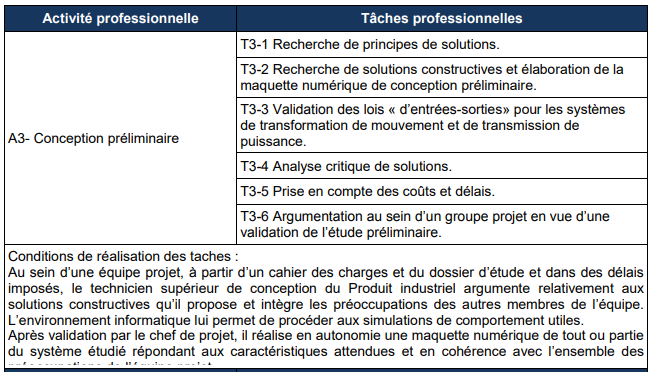 Activité professionnelle
Tâches professionnelles
A3- Conception préliminaire
T3-1 Recherche de principes de solutions.
T3-2 Recherche de solutions constructives et élaboration de la
maquette numérique de conception préliminaire.
T3-3 Validation des lois « d’entrées-sorties» pour les systèmes
de transformation de mouvement et de transmission de
puissance.
T3-4 Analyse critique de solutions.
T3-5 Prise en compte des coûts et délais.
T3-6 Argumentation au sein d’un groupe projet en vue d’une
validation de l’étude préliminaire.
Conditions de réalisation des taches :
Au sein d’une équipe projet, à partir d’un cahier des charges et du dossier d’étude et dans des délais
imposés, le technicien supérieur de conception du Produit industriel argumente relativement aux
solutions constructives qu’il propose et intègre les préoccupations des autres membres de l’équipe.
L’environnement informatique lui permet de procéder aux simulations de comportement utiles.
Après validation par le chef de projet, il réalise en autonomie une maquette numérique de tout ou partie
du système étudié répondant aux caractéristiques attendues et en cohérence avec l’ensemble des